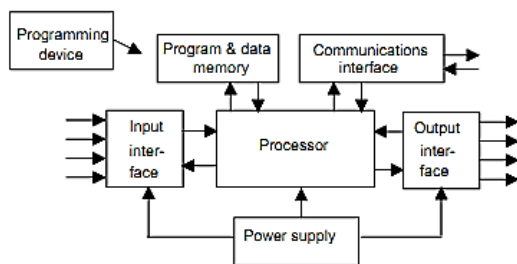 Programming
device
Program & data
memory
Communications
interface
Input
inter-
face
Processor
Output
inter-
face
Power supply